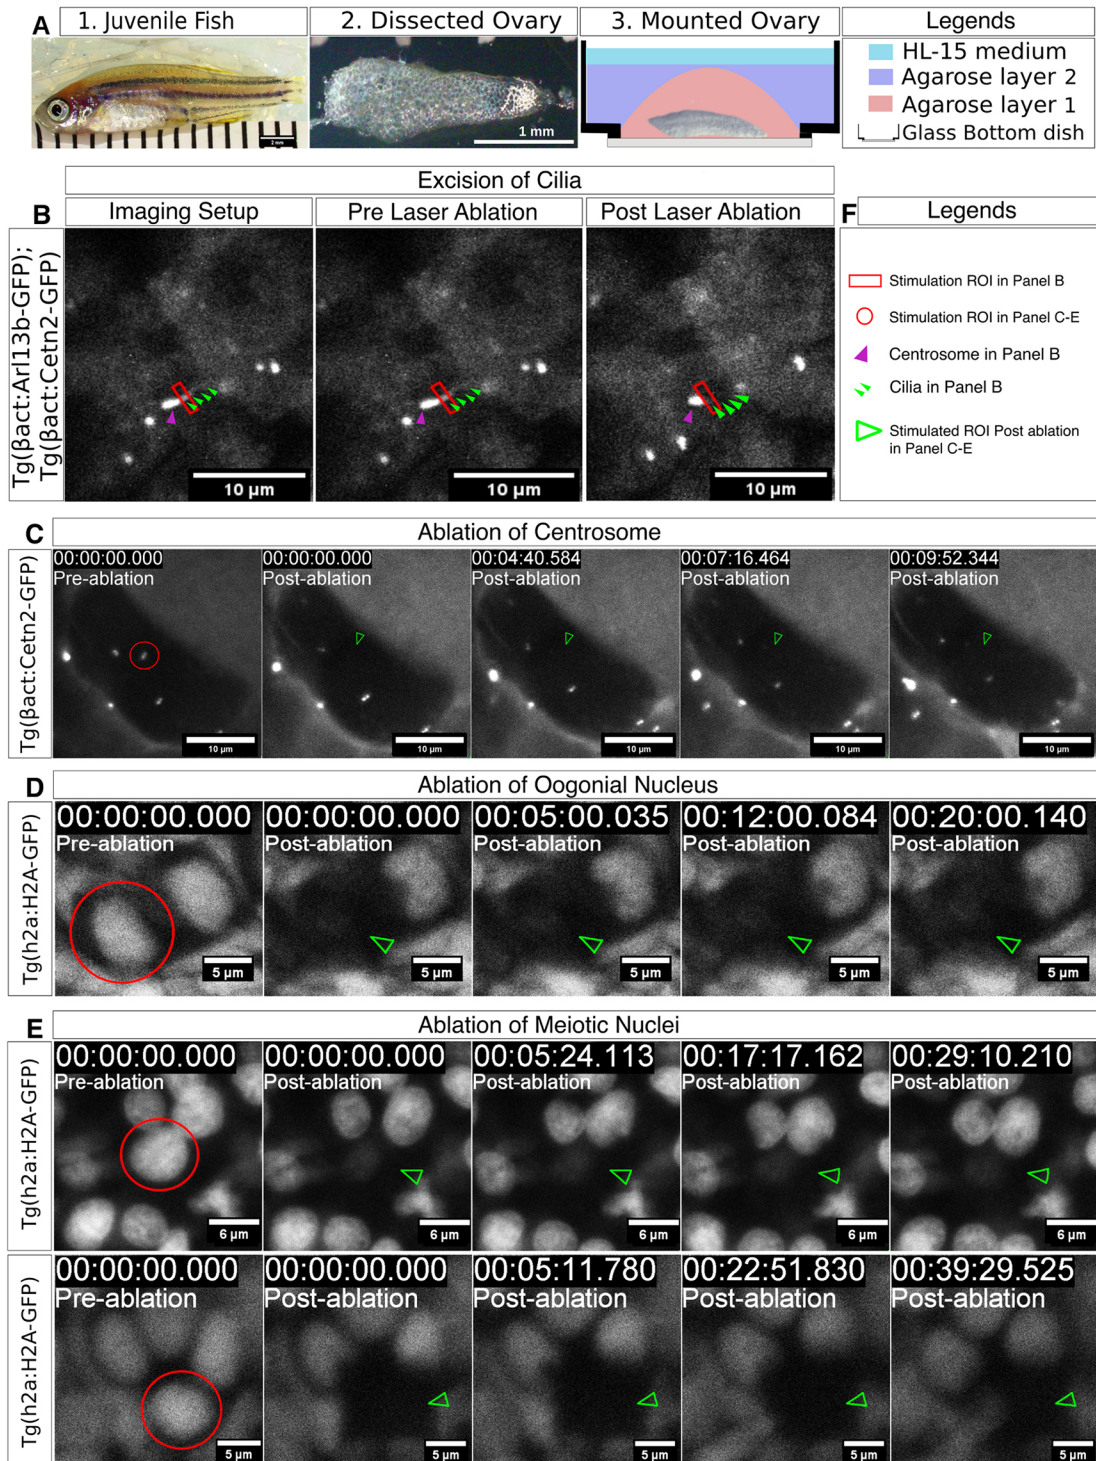 A
1. Juvenile Fish
2. Dissected Ovary
3. Mounted Ovary
Legends
2 mm
1 mm
HL-15 medium
Agarose layer 2
Agarose layer 1
Glass Bottom dish
Excision of Cilia
B
Imaging Setup
Pre Laser Ablation
Post Laser Ablation
Tg(βact:Arl13b-GFP);
Tg(βact:Cetn2-GFP)
10 µm
10 µm
10 µm
F
Legends
Stimulation ROI in Panel B
Stimulation ROI in Panel C-E
Centrosome in Panel B
Cilia in Panel B
Stimulated ROI Post ablation
in Panel C-E
C
Ablation of Centrosome
Tg(βact:Cetn2-GFP)
00:00:00.000
Pre-ablation
10 µm
00:00:00.000
Post-ablation
10 µm
00:04:40.584
Post-ablation
10 µm
00:07:16.464
Post-ablation
10 µm
00:09:52.344
Post-ablation
10 µm
D
Ablation of Oogonial Nucleus
Tg(h2a:H2A-GFP)
00:00:00.000
Pre-ablation
5 µm
00:00:00.000
Post-ablation
5 µm
00:05:00.035
Post-ablation
5 µm
00:12:00.084
Post-ablation
5 µm
00:20:00.140
Post-ablation
5 µm
E
Ablation of Meiotic Nuclei
Tg(h2a:H2A-GFP)
00:00:00.000
Pre-ablation
6 µm
00:00:00.000
Post-ablation
6 µm
00:05:24.113
Post-ablation
6 µm
00:17:17.162
Post-ablation
6 µm
00:29:10.210
Post-ablation
6 µm
Tg(h2a:H2A-GFP)
00:00:00.000
Pre-ablation
5 µm
00:00:00.000
Post-ablation
5 µm
00:05:11.780
Post-ablation
5 µm
00:22:51.830
Post-ablation
5 µm
00:39:29.525
Post-ablation
5 µm